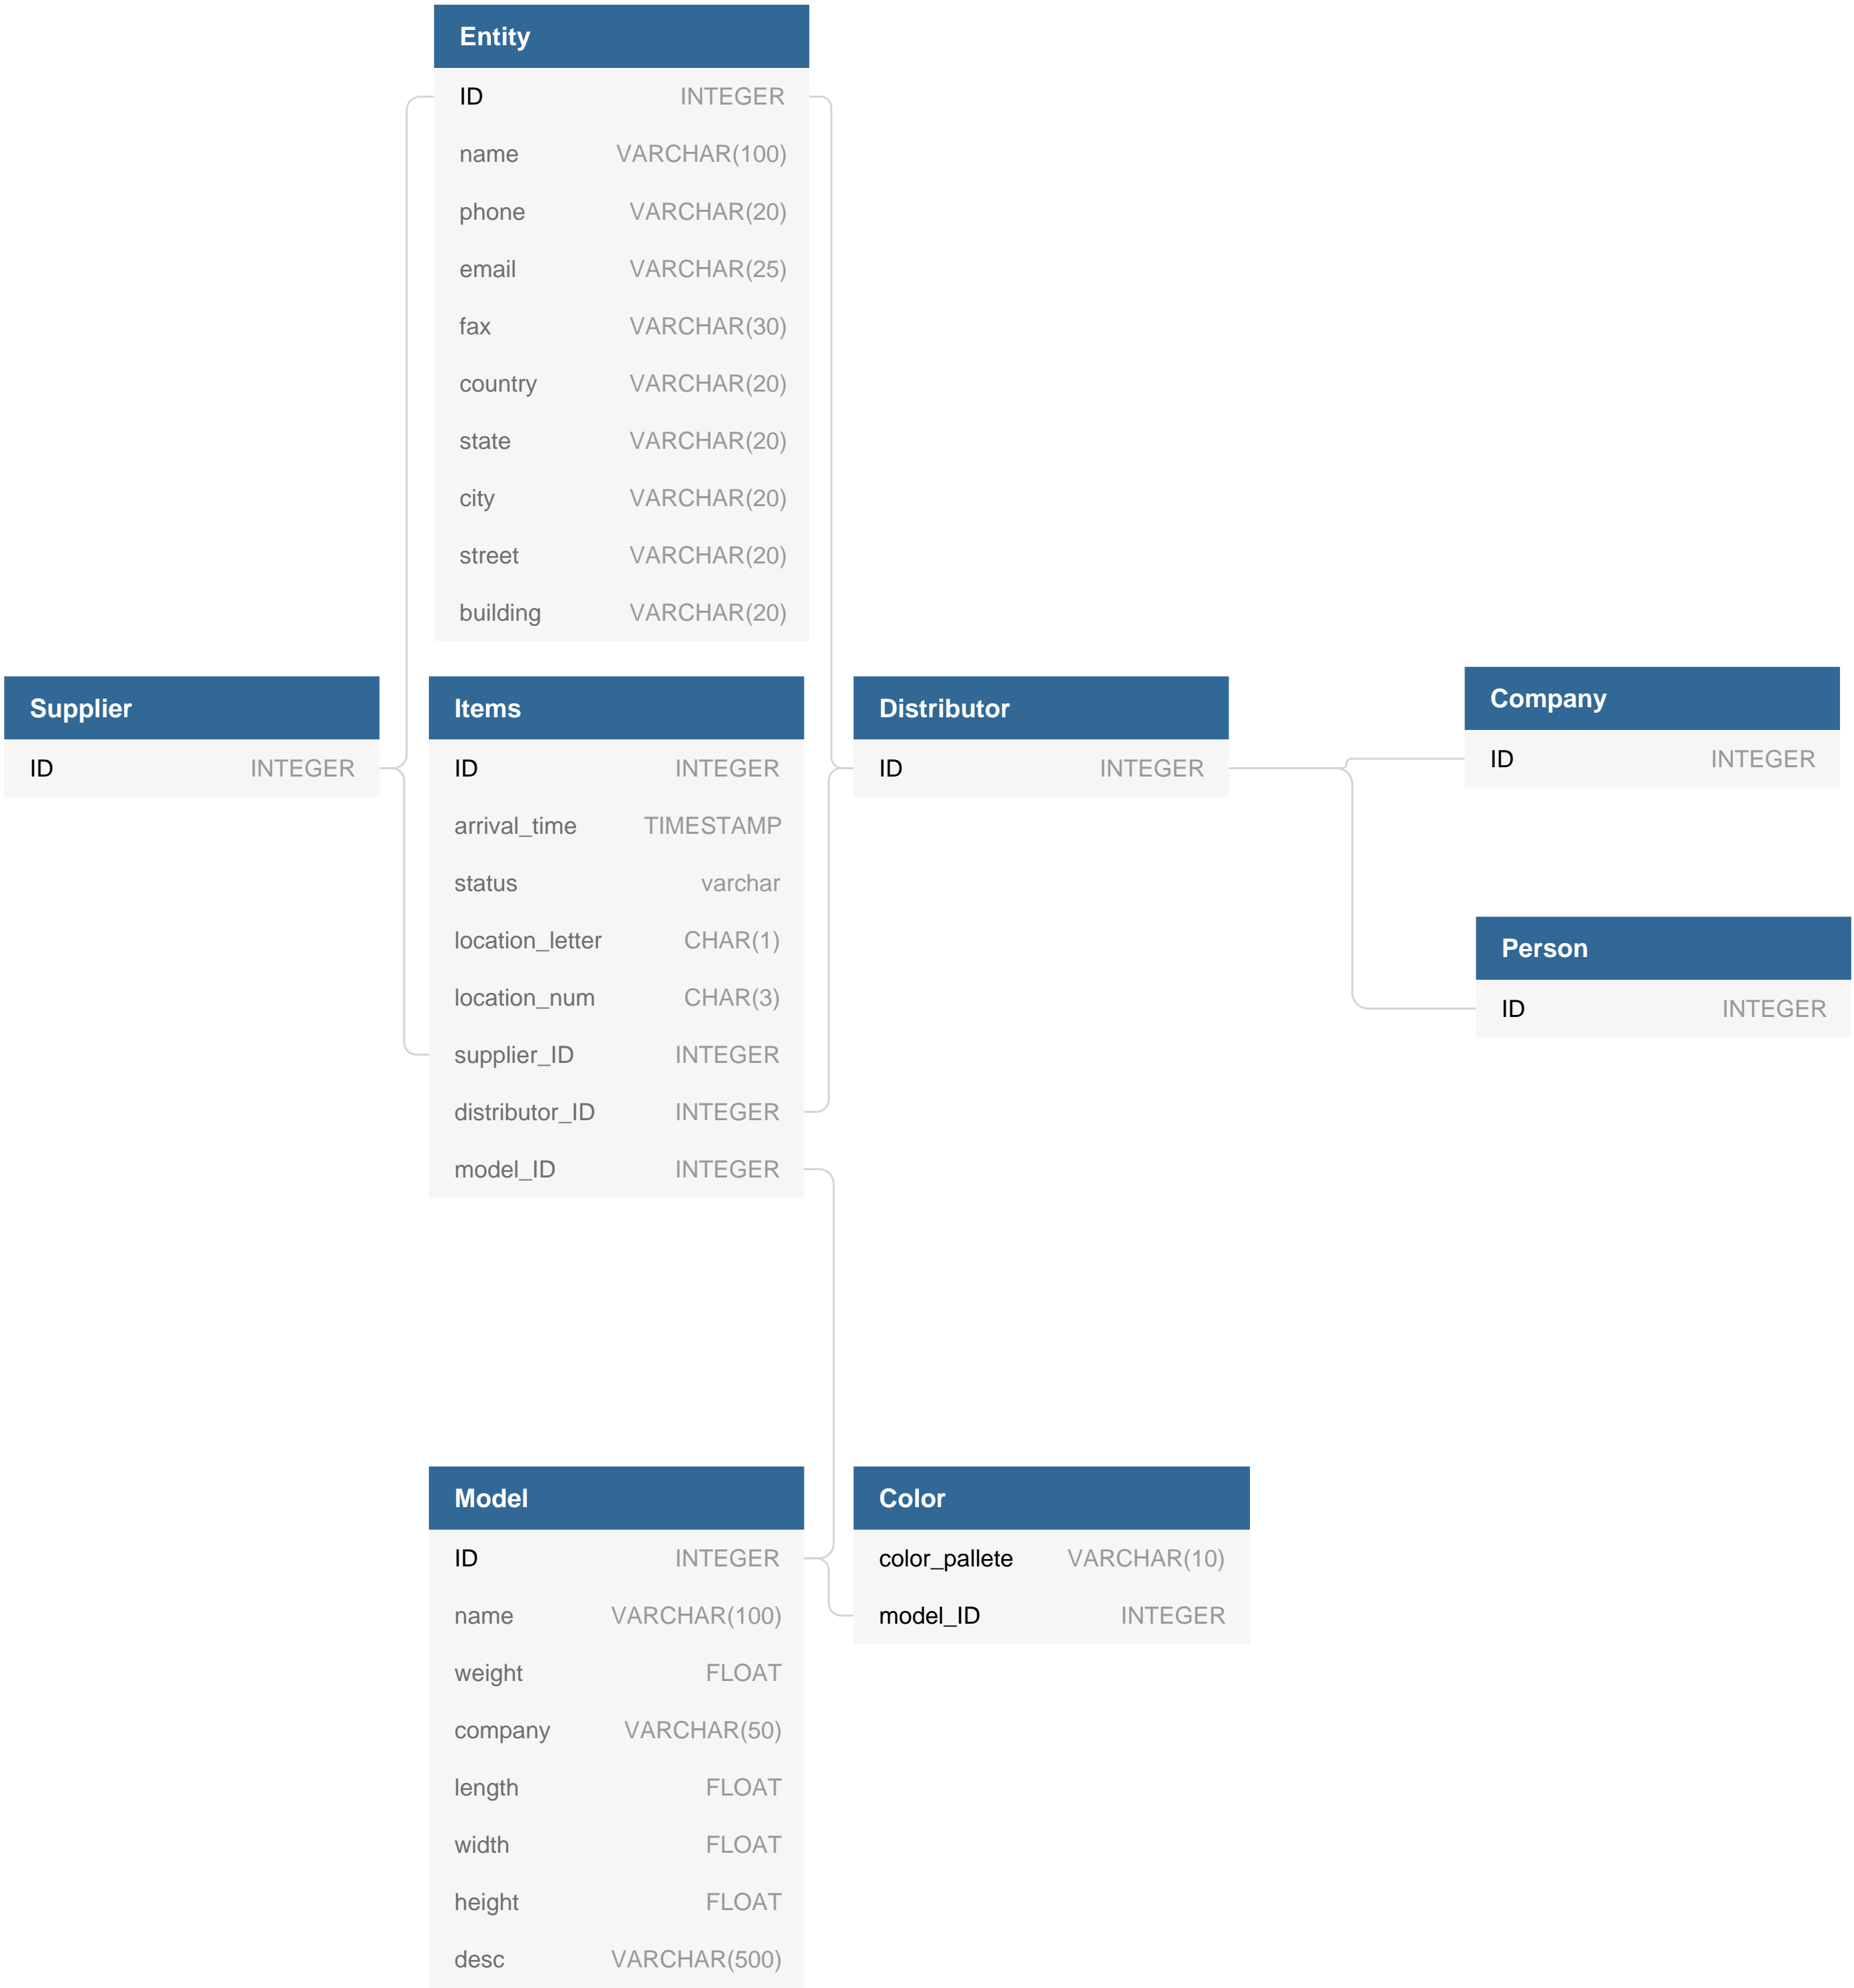 Entity
ID INTEGER
name VARCHAR(100)
phone VARCHAR(20)
email VARCHAR(25)
fax VARCHAR(30)
country VARCHAR(20)
state VARCHAR(20)
city VARCHAR(20)
street VARCHAR(20)
building VARCHAR(20)
Supplier
ID INTEGER
Items
ID INTEGER
arrival_time TIMESTAMP
status varchar
location_letter CHAR(1)
location_num CHAR(3)
supplier_ID INTEGER
distributor_ID INTEGER
model_ID INTEGER
Distributor
ID INTEGER
Company
ID INTEGER
Person
ID INTEGER
Model
ID INTEGER
name VARCHAR(100)
weight FLOAT
company VARCHAR(50)
length FLOAT
width FLOAT
height FLOAT
desc VARCHAR(500)
Color
color_pallete VARCHAR(10)
model_ID INTEGER